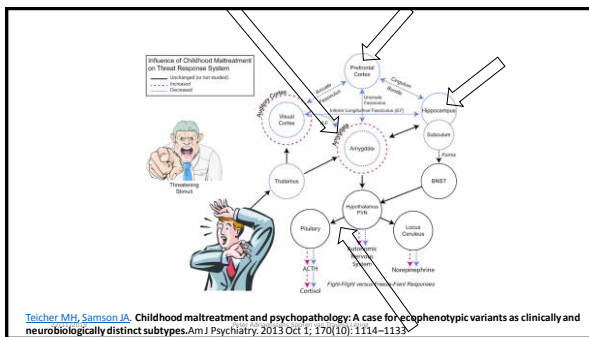 Influence of Childhood Maltreatment
on Threat Response System
Unchanged (or not studied)
Increased
Decreased
Prefrontal
Cortex
Arcuate
Fasciculus
Cingulum
Bundle
Uncinate
Fasciculus
Auditory Cortex
Visual
Cortex
Inferior Longitudinal Fasciculus (ILF)
Hippocampus
Subiculum
Amygdala
Amygdala
Fornix
Threatening
Stimuli
Thalamus
BNST
Hypothalamus
PVN
Pituitary
Locus
Coeruleus
Autonomic
Nervous
System
ACTH
Cortisol
Norepinephrine
Fight-Flight versus Freeze-Faint Responses
Teicher MH, Samson JA. Childhood maltreatment and psychopathology: A case for ecophenotypic variants as clinically and
neurobiologically distinct subtypes.Am J Psychiatry. 2013 Oct 1; 170(10): 1114–1133